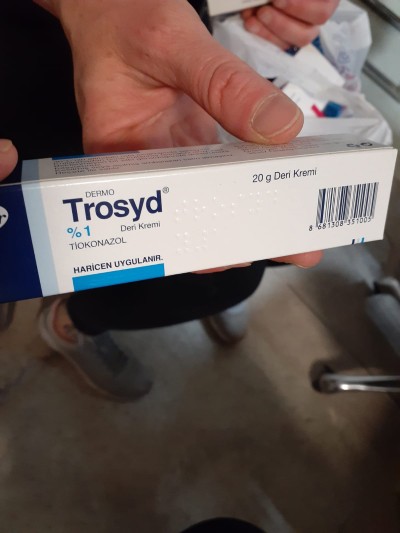 DERMO
Trosyd®
%1 Deri Kremi
TİOKONAZOL
HARİCEN UYGULANIR.
20 g Deri Kremi
8 681308 351005